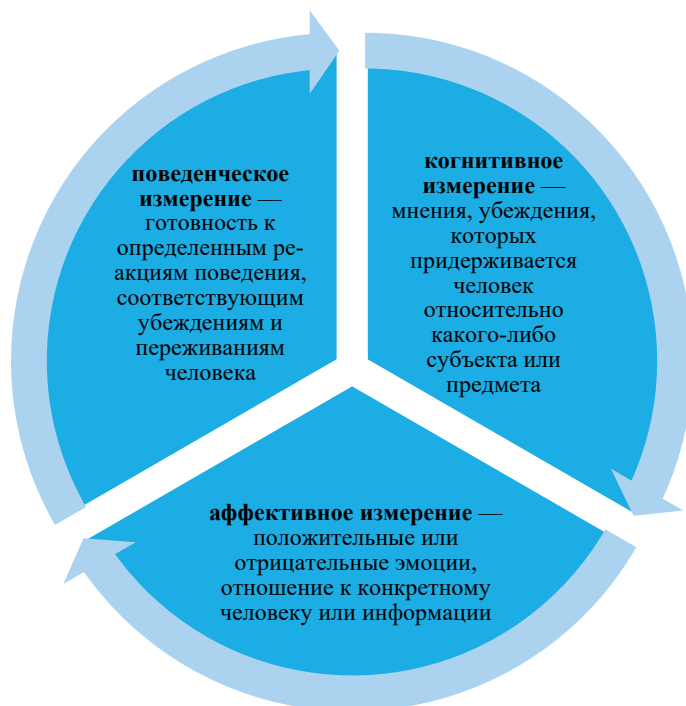 поведенческое
измерение —
готовность к
определенным ре-
акциям поведения,
соответствующим
убеждениям и
переживаниям
человека
когнитивное
измерение —
мнения, убеждения,
которых
придерживается
человек
относительно
какого-либо
субъекта или
предмета
аффективное измерение —
положительные или
отрицательные эмоции,
отношение к конкретному
человеку или информации